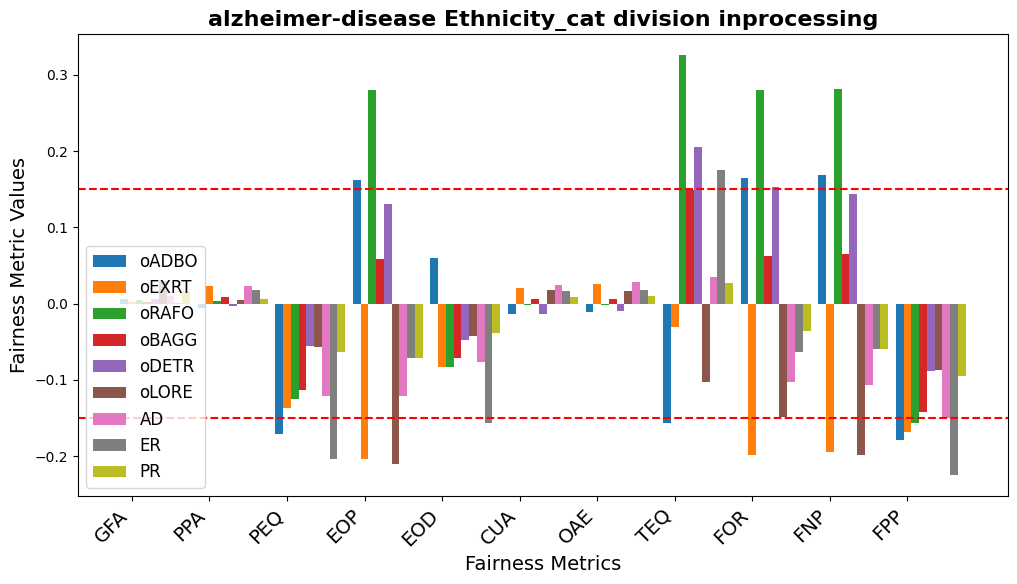 alzheimer-disease Ethnicity_cat division inprocessing
Fairness Metric Values
0.3
0.2
0.1
0.0
−0.1
−0.2
oADBO
oEXRT
oRAFO
oBAGG
oDETR
oLORE
AD
ER
PR
GFA
PPA
PEQ
EOP
EOD
CUA
OAE
TEQ
FOR
FNP
FPP
Fairness Metrics